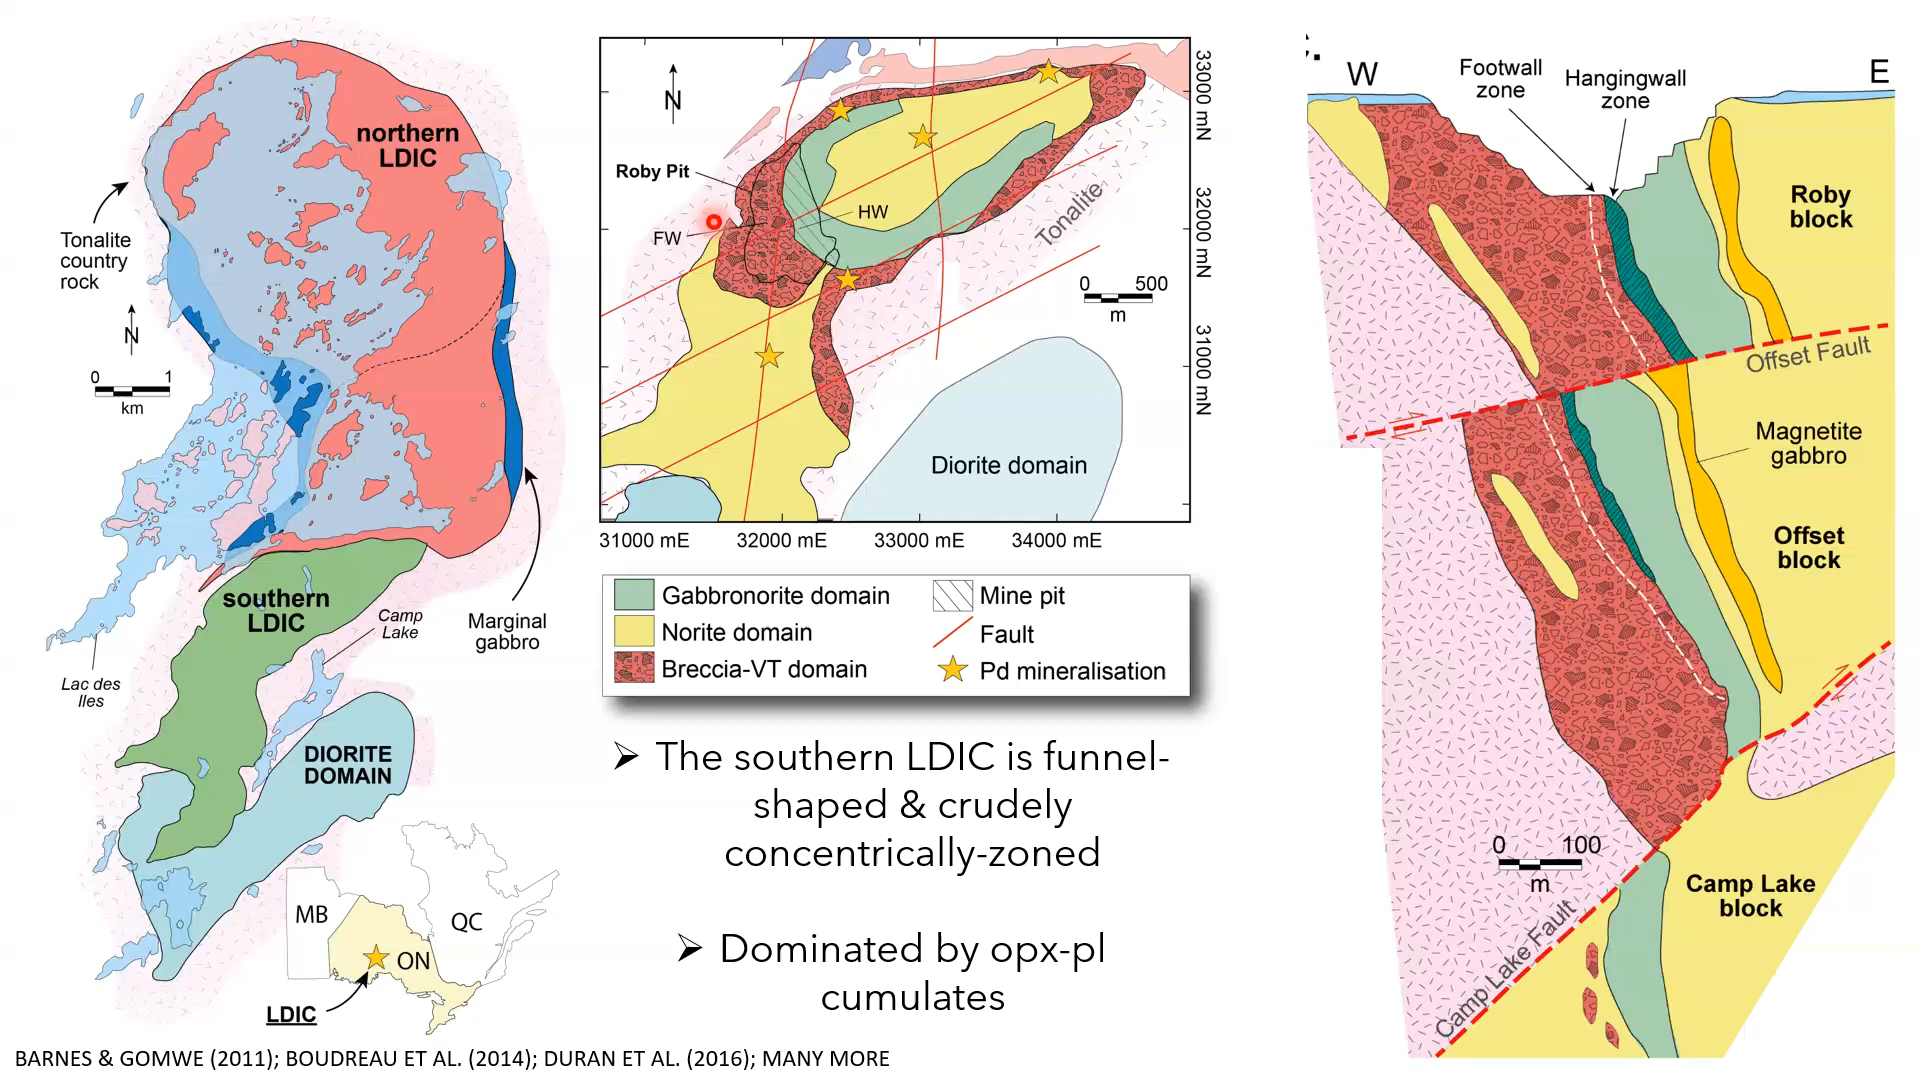 northern
LDIC
Tonalite
country
rock
N
0 1
km
southern
LDIC
Camp
Lake
Marginal
gabbro
Lac des
Iles
DIORITE
DOMAIN
MB
QC
ON
LDIC
N
Roby Pit
HW
FW
Tonalite
0 500
m
Diorite domain
33000 mN
32000 mN
31000 mN
31000 mE 32000 mE 33000 mE 34000 mE
Gabbronorite domain
Norite domain
Breccia-VT domain
Mine pit
Fault
Pd mineralisation
➢ The southern LDIC is funnel-
shaped & crudely
concentrically-zoned
➢ Dominated by opx-pl
cumulates
W
E
Footwall
zone
Hangingwall
zone
Roby
block
Offset Fault
Magnetite
gabbro
Offset
block
0 100
m
Camp Lake
block
Camp Lake Fault
BARNES & GOMWE (2011); BOUDREAU ET AL. (2014); DURAN ET AL. (2016); MANY MORE